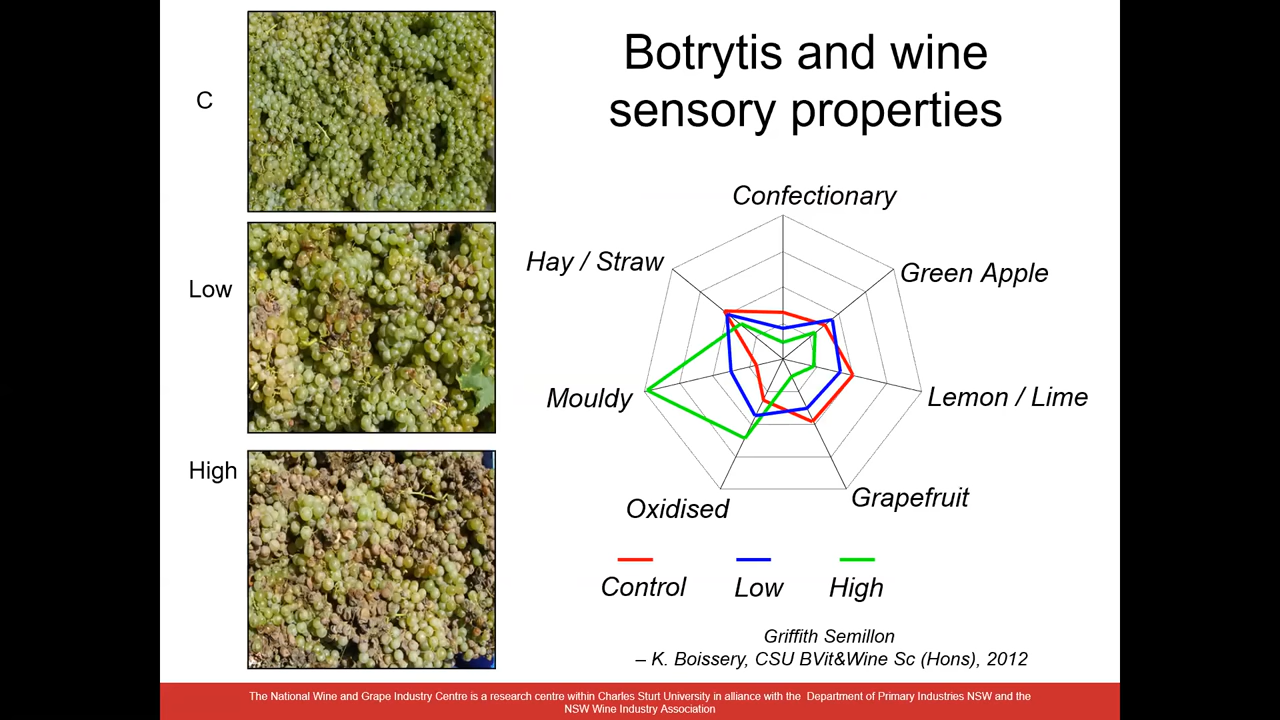 Botrytis and wine
sensory properties
C
Low
High
Confectionary
Hay / Straw
Green Apple
Mouldy
Lemon / Lime
Oxidised
Grapefruit
Control
Low
High
Griffith Semillon
– K. Boissery, CSU BVit&Wine Sc (Hons), 2012
The National Wine and Grape Industry Centre is a research centre within Charles Sturt University in alliance with the Department of Primary Industries NSW and the
NSW Wine Industry Association